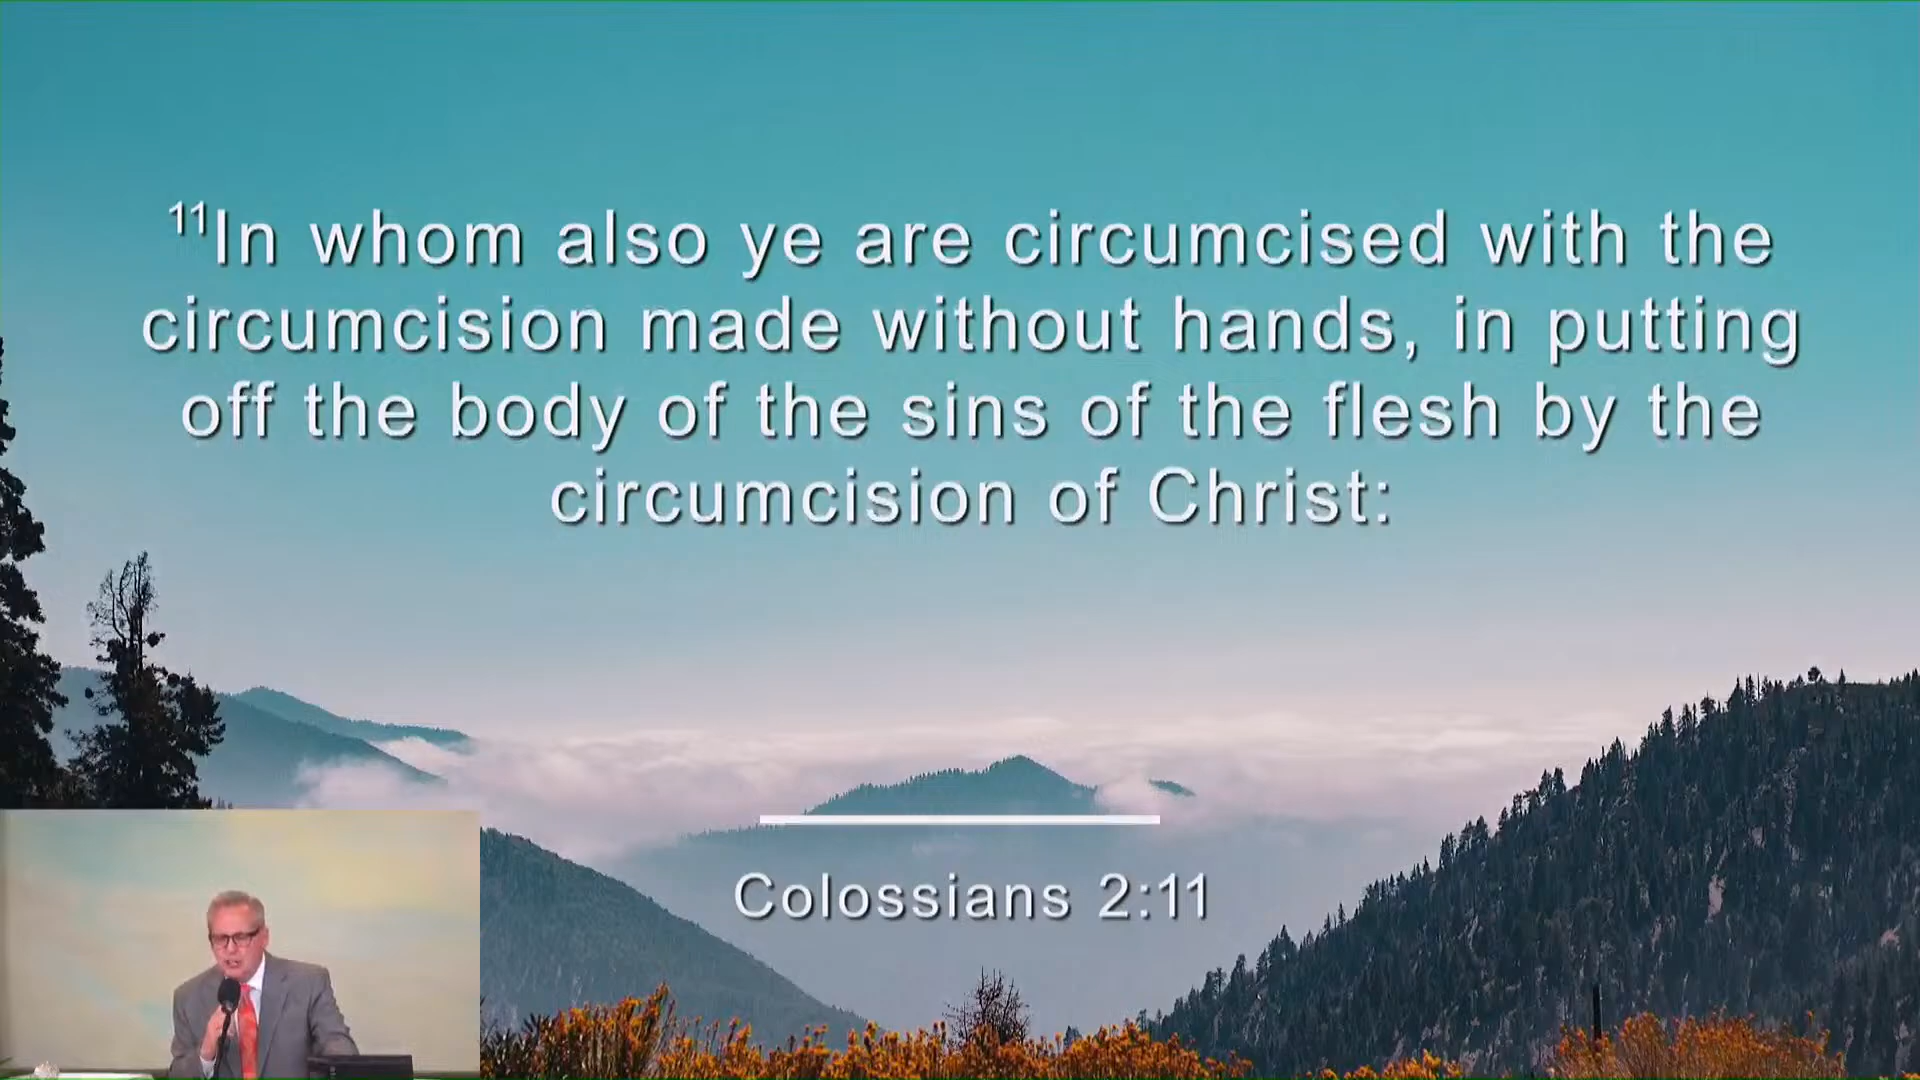 11In whom also ye are circumcised with the
circumcision made without hands, in putting
off the body of the sins of the flesh by the
circumcision of Christ:
Colossians 2:11